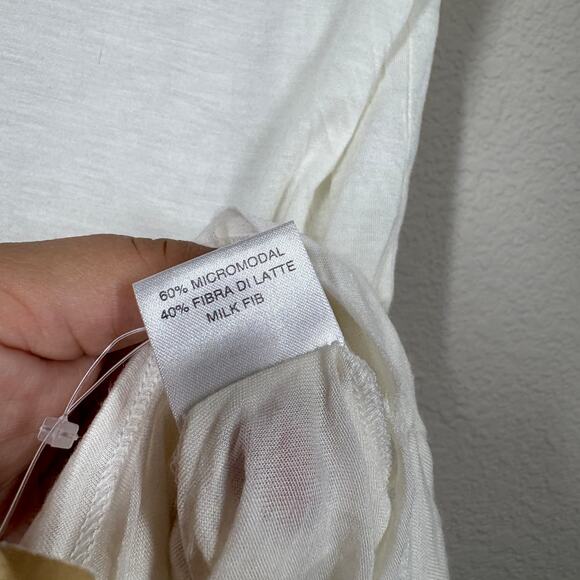 60% MICROMODAL
40% FIBRA DI LATTE
MILK FIB